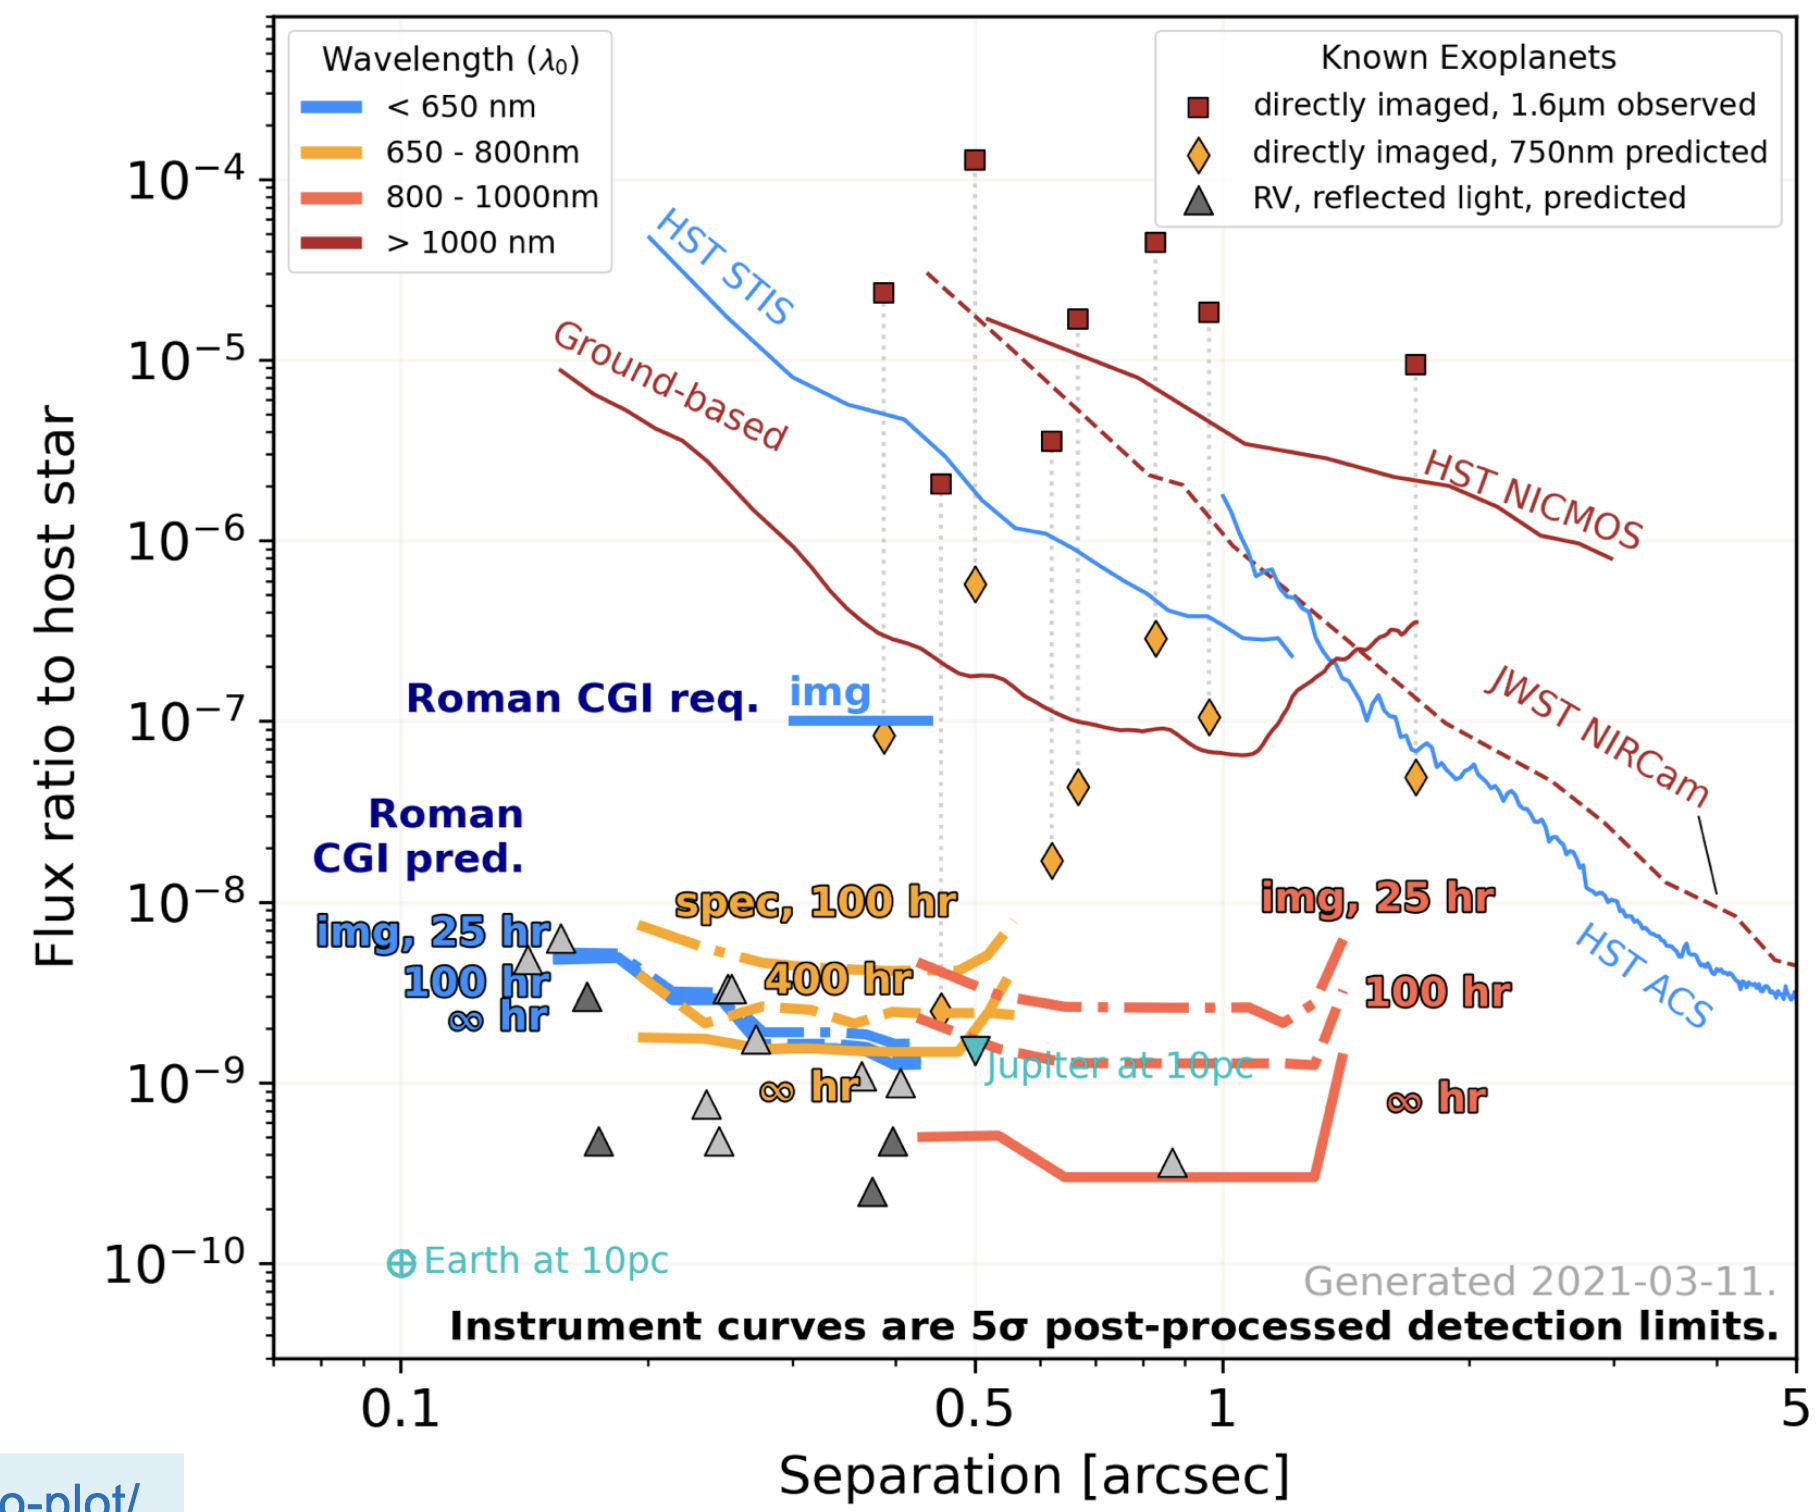 Wavelength (λ₀)
< 650 nm
650 - 800nm
800 - 1000nm
> 1000 nm
Known Exoplanets
directly imaged, 1.6μm observed
directly imaged, 750nm predicted
RV, reflected light, predicted
Flux ratio to host star
10⁻⁴
10⁻⁵
10⁻⁶
10⁻⁷
10⁻⁸
10⁻⁹
10⁻¹⁰
HST STIS
Ground-based
HST NICMOS
Roman CGI req.
img
JWST NIRCam
Roman
CGI pred.
spec, 100 hr
img, 25 hr
img, 25 hr
400 hr
100 hr
100 hr
HST ACS
∞ hr
Jupiter at 10pc
∞ hr
∞ hr
⊕ Earth at 10pc
Generated 2021-03-11.
Instrument curves are 5σ post-processed detection limits.
0.1
0.5
1
5
Separation [arcsec]
o-plot/